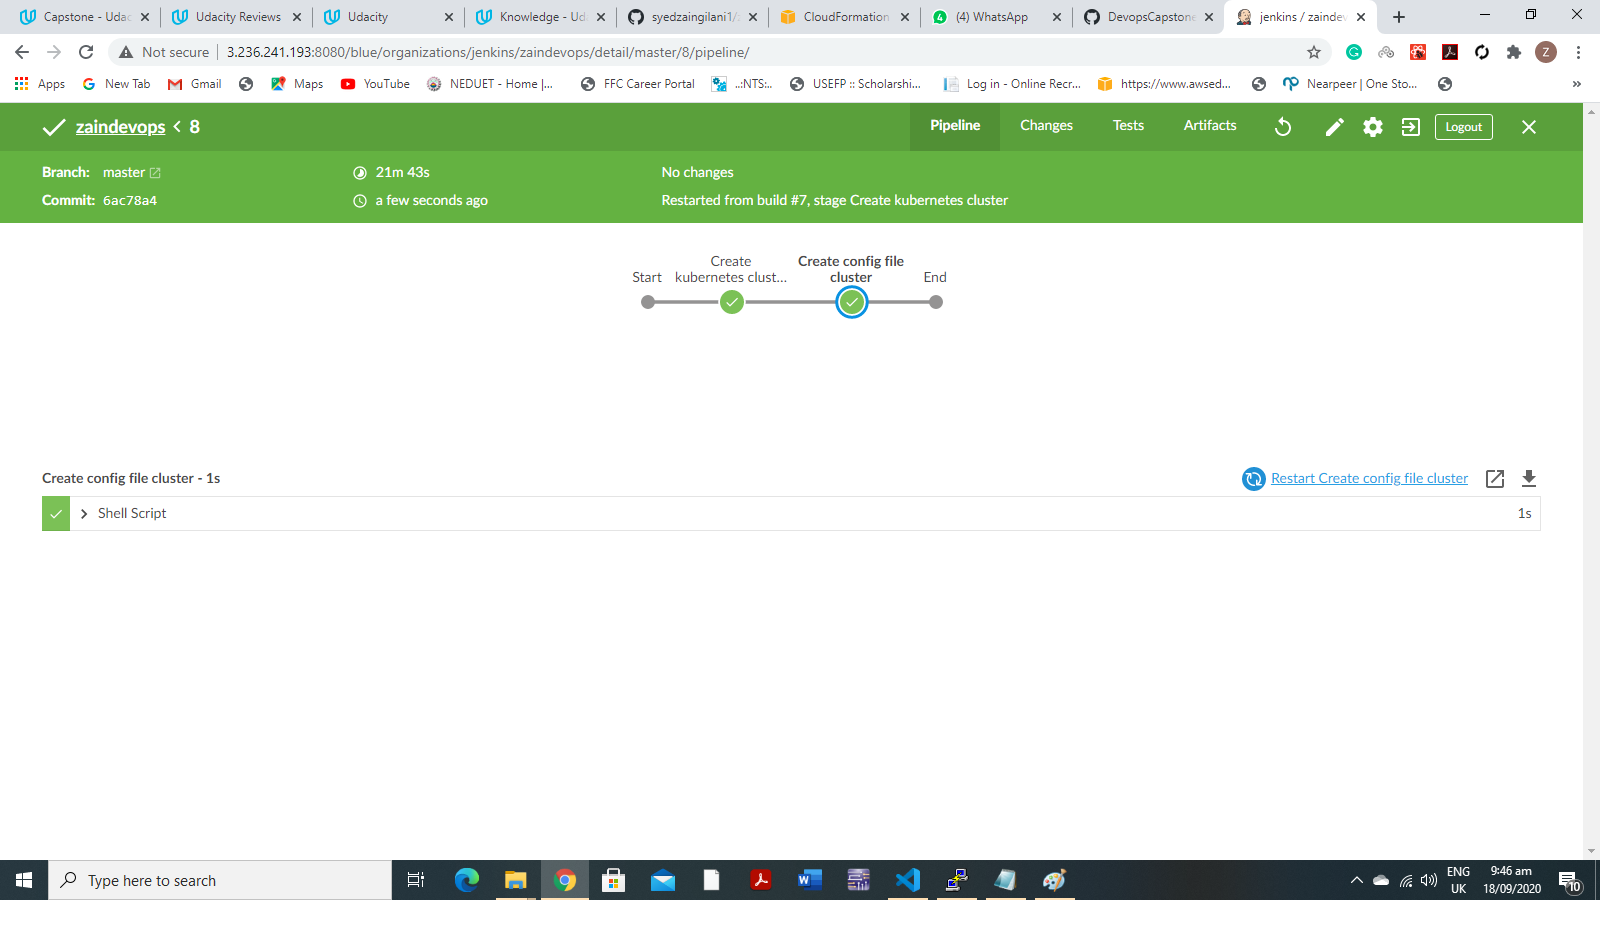 Capstone - Udac
Udacity Reviews
Udacity
Knowledge - Ud
syedzaingilani1/
CloudFormation
(4) WhatsApp
DevopsCapstone
jenkins / zaindev
Not secure
3.236.241.193:8080/blue/organizations/jenkins/zaindevops/detail/master/8/pipeline/
Z
Apps
New Tab
Gmail
Maps
YouTube
NEDUET - Home |...
FFC Career Portal
..:NTS:..
USEFP :: Scholarshi...
Log in - Online Recr...
https://www.awsed...
Nearpeer | One Sto...
»
zaindevops < 8
Pipeline
Changes
Tests
Artifacts
Logout
Branch: master
21m 43s
No changes
Commit: 6ac78a4
a few seconds ago
Restarted from build #7, stage Create kubernetes cluster
Start
Create
kubernetes clust...
Create config file
cluster
End
Create config file cluster - 1s
Restart Create config file cluster
Shell Script
1s
Type here to search
ENG
UK
9:46 am
18/09/2020
10